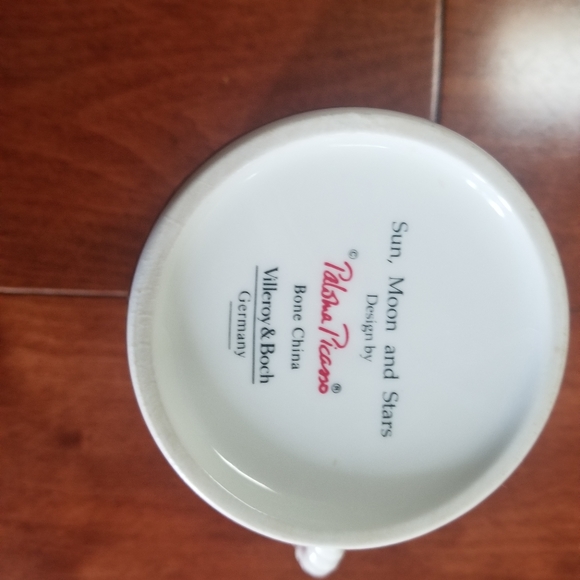 Sun, Moon and Stars
Design by
© Paloma Picasso ®
Bone China
Villeroy & Boch
Germany